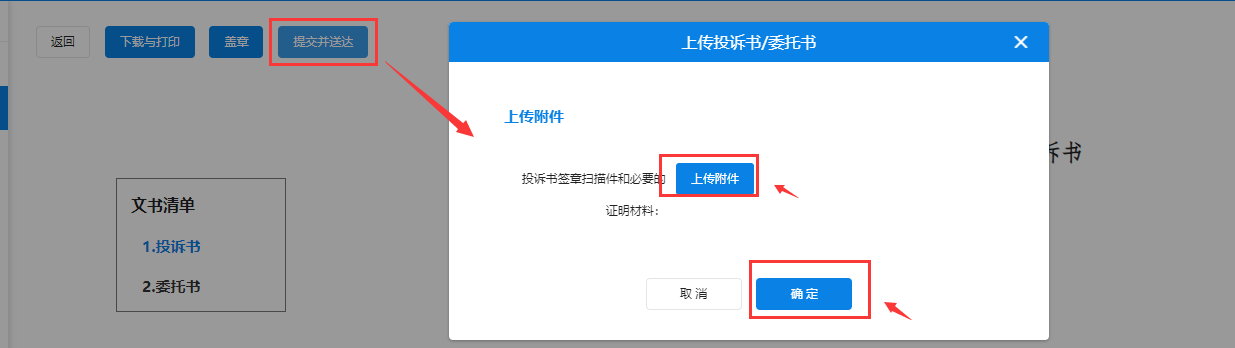 返回
下载与打印
盖章
提交并送达
上传投诉书/委托书
上传附件
诉书
投诉书签章扫描件和必要的
上传附件
证明材料：
文书清单
1.投诉书
2.委托书
取消
确定